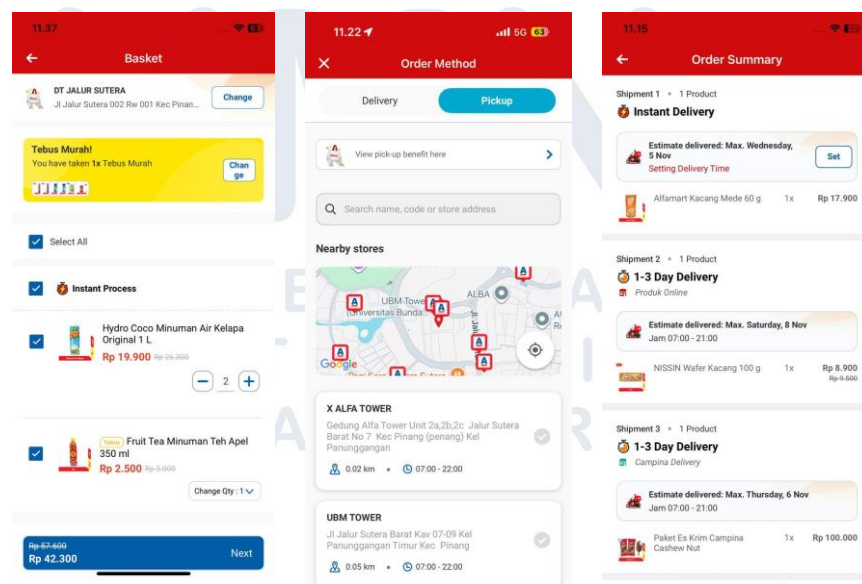 11.37
Basket
DT JALUR SUTERA
Jl Jalur Sutera 002 Rw 001 Kec Pinan...
Change
Tebus Murah!
You have taken 1x Tebus Murah
Chan
ge
Select All
Instant Process
Hydro Coco Minuman Air Kelapa
Original 1 L
Rp 19.900 Rp 26.300
2
Tebus Fruit Tea Minuman Teh Apel
350 ml
Rp 2.500 Rp 5.000
Change Qty : 1
Rp 57.600
Rp 42.300
Next
11.22
5G 63
Order Method
Delivery
Pickup
View pick-up benefit here
Search name, code or store address
Nearby stores
ALBA
UBM Towe
(Universitas Bunda
Google
X ALFA TOWER
Gedung Alfa Tower Unit 2a,2b,2c Jalur Sutera
Barat No 7 Kec Pinang (penang) Kel
Panunggangan
0.02 km • 07:00 - 22:00
UBM TOWER
Jl Jalur Sutera Barat Kav 07-09 Kel
Panunggangan Timur Kec Pinang
0.05 km • 07:00 - 22:00
11.15
Order Summary
Shipment 1 • 1 Product
Instant Delivery
Estimate delivered: Max. Wednesday,
5 Nov
Setting Delivery Time
Set
Alfamart Kacang Mede 60 g 1x Rp 17.900
Shipment 2 • 1 Product
1-3 Day Delivery
Produk Online
Estimate delivered: Max. Saturday, 8 Nov
Jam 07:00 - 21:00
NISSIN Wafer Kacang 100 g 1x Rp 8.900
Rp 9.500
Shipment 3 • 1 Product
1-3 Day Delivery
Campina Delivery
Estimate delivered: Max. Thursday, 6 Nov
Jam 07:00 - 21:00
Paket Es Krim Campina 1x Rp 100.000
Cashew Nut